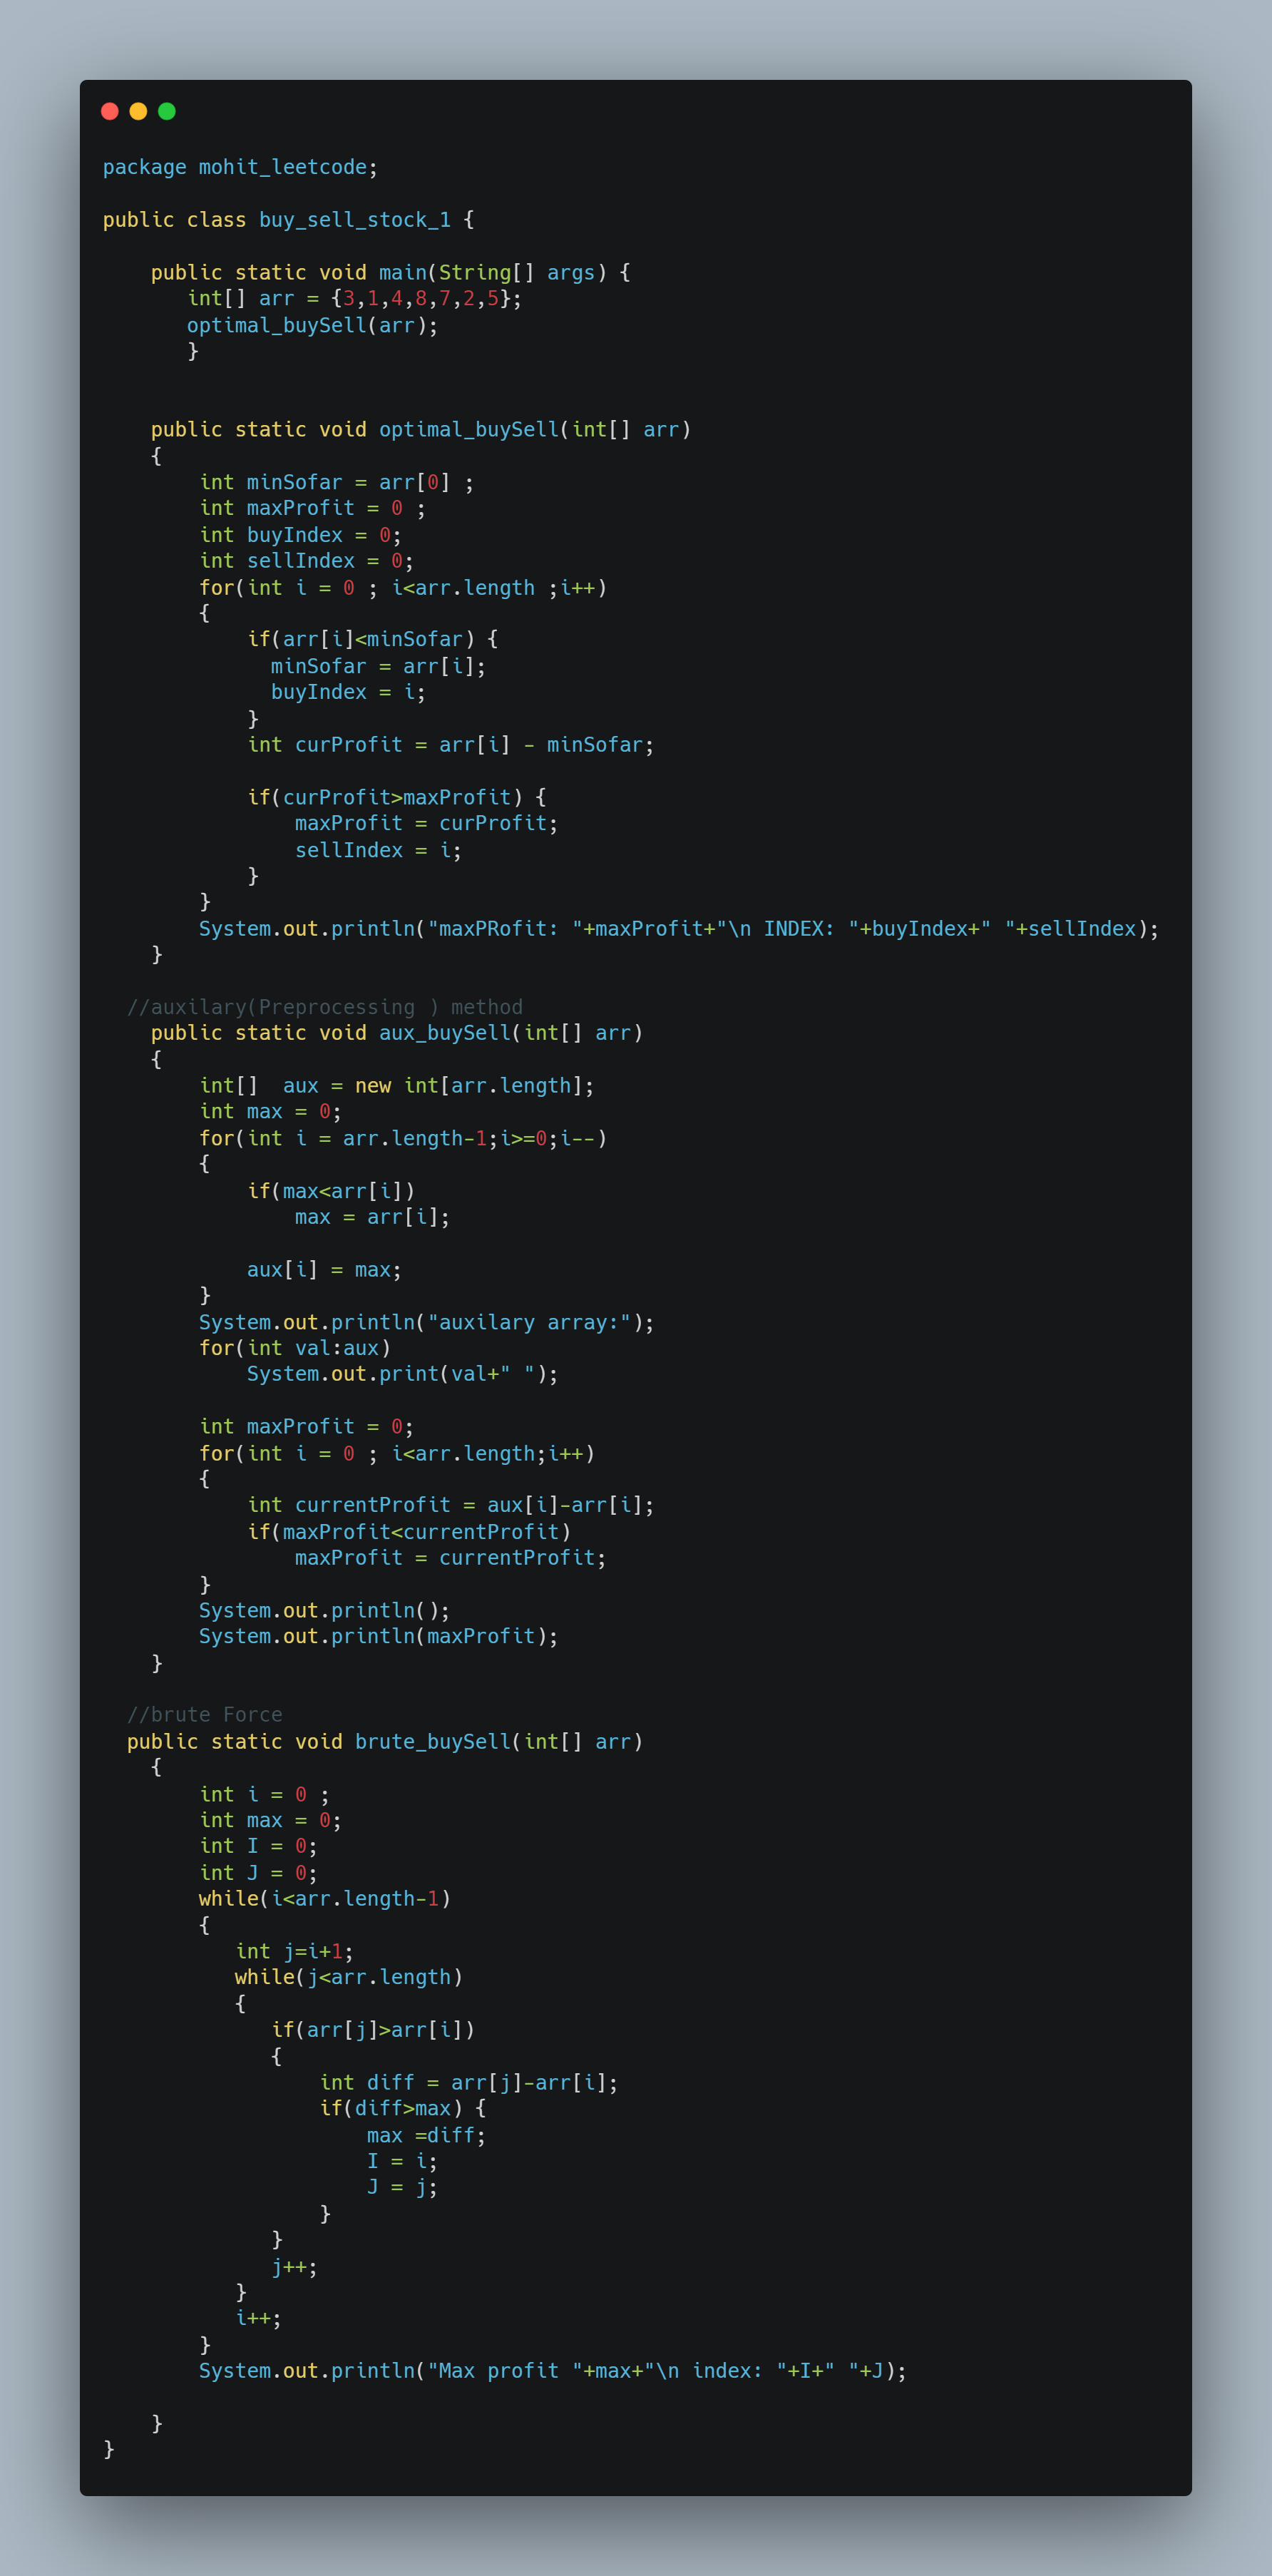 package mohit_leetcode;

public class buy_sell_stock_1 {

    public static void main(String[] args) {
       int[] arr = {3,1,4,8,7,2,5};
       optimal_buySell(arr);
       }


    public static void optimal_buySell(int[] arr)
    {
        int minSofar = arr[0] ;
        int maxProfit = 0 ;
        int buyIndex = 0;
        int sellIndex = 0;
        for(int i = 0 ; i<arr.length ;i++)
        {
            if(arr[i]<minSofar) {
              minSofar = arr[i];
              buyIndex = i;
            }
            int curProfit = arr[i] - minSofar;

            if(curProfit>maxProfit) {
                maxProfit = curProfit;
                sellIndex = i;
            }
        }
        System.out.println("maxPRofit: "+maxProfit+"\n INDEX: "+buyIndex+" "+sellIndex);
    }

  //auxilary(Preprocessing ) method
    public static void aux_buySell(int[] arr)
    {
        int[]  aux = new int[arr.length];
        int max = 0;
        for(int i = arr.length-1;i>=0;i--)
        {
            if(max<arr[i])
                max = arr[i];

            aux[i] = max;
        }
        System.out.println("auxilary array:");
        for(int val:aux)
            System.out.print(val+" ");

        int maxProfit = 0;
        for(int i = 0 ; i<arr.length;i++)
        {
            int currentProfit = aux[i]-arr[i];
            if(maxProfit<currentProfit)
                maxProfit = currentProfit;
        }
        System.out.println();
        System.out.println(maxProfit);
    }

  //brute Force
  public static void brute_buySell(int[] arr)
    {
        int i = 0 ;
        int max = 0;
        int I = 0;
        int J = 0;
        while(i<arr.length-1)
        {
           int j=i+1;
           while(j<arr.length)
           {
              if(arr[j]>arr[i])
              {
                  int diff = arr[j]-arr[i];
                  if(diff>max) {
                      max =diff;
                      I = i;
                      J = j;
                  }
              }
              j++;
           }
           i++;
        }
        System.out.println("Max profit "+max+"\n index: "+I+" "+J);

    }
}